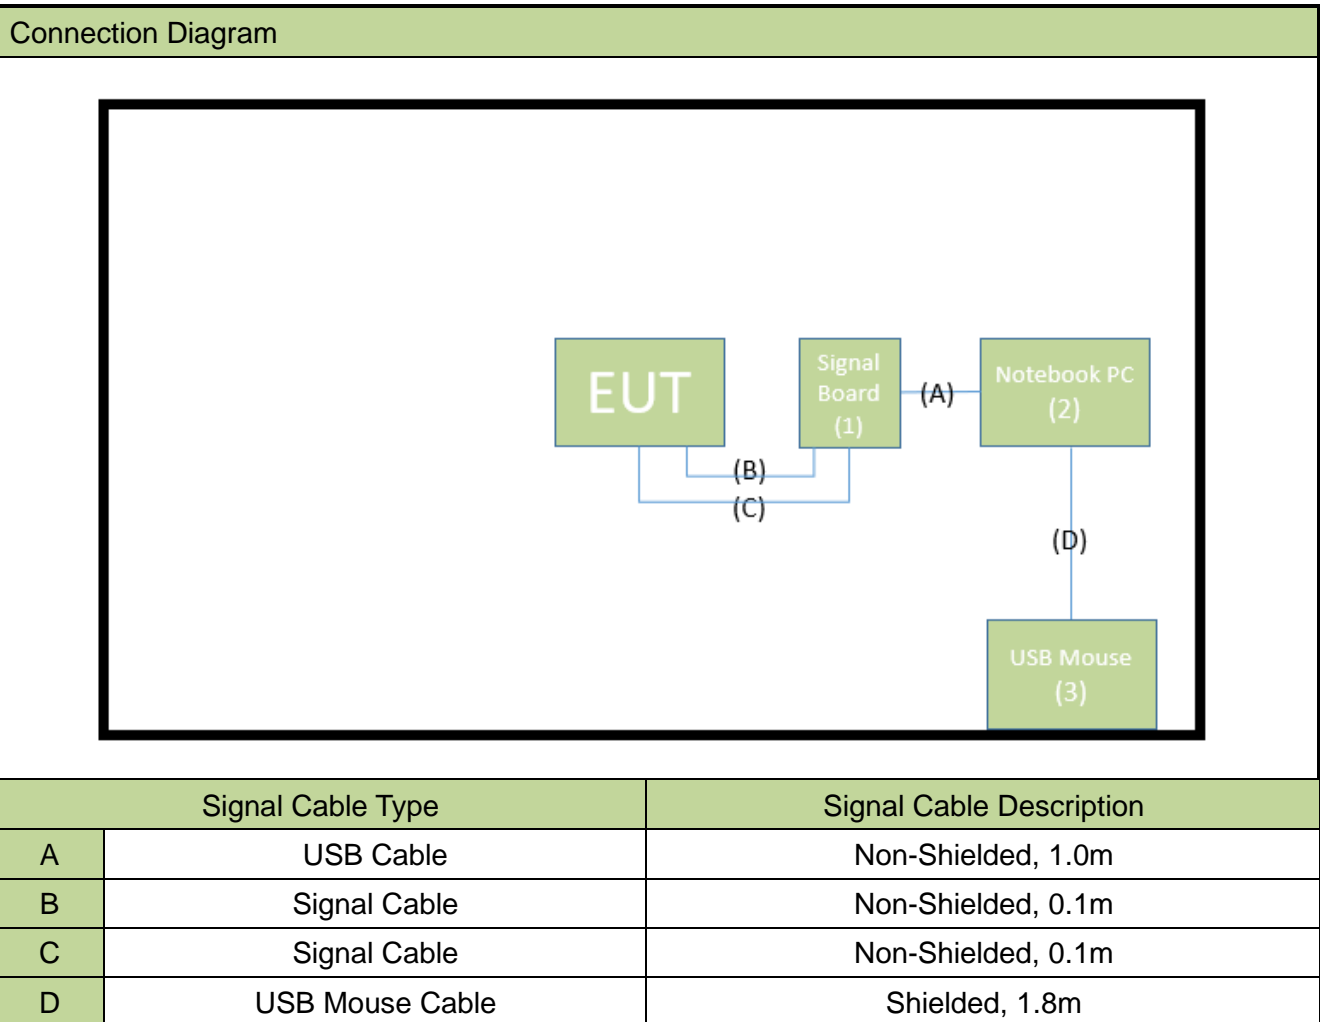 Connection Diagram
EUT
Signal
Board
(1)
(A)
Notebook PC
(2)
(B)
(C)
(D)
USB Mouse
(3)
Signal Cable Type Signal Cable Description
A USB Cable Non-Shielded, 1.0m
B Signal Cable Non-Shielded, 0.1m
C Signal Cable Non-Shielded, 0.1m
D USB Mouse Cable Shielded, 1.8m